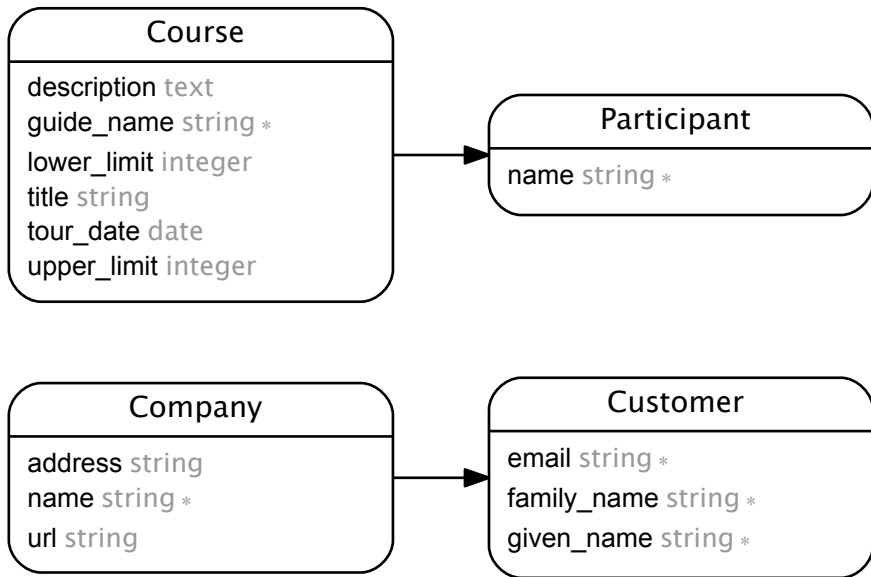 Course
description text
guide_name string *
lower_limit integer
title string
tour_date date
upper_limit integer
Participant
name string *
Company
address string
name string *
url string
Customer
email string *
family_name string *
given_name string *